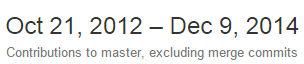 Oct 21, 2012 – Dec 9, 2014
Contributions to master, excluding merge commits